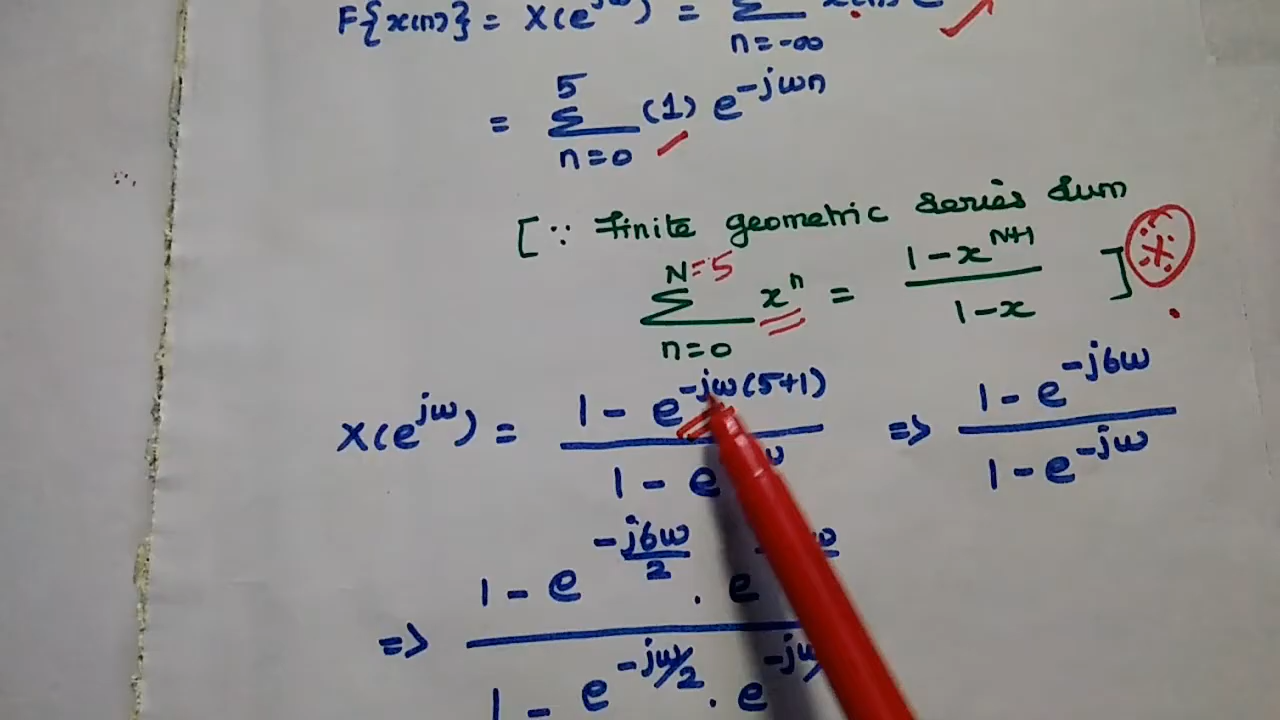 F{x(n)} = X(e^jω) = Σ n=-∞
= Σ_{n=0}^{5} (1) e^{-jωn}
[∵ finite geometric series sum
Σ_{n=0}^{N=5} x^n = (1-x^{N+1})/(1-x) ]
X(e^{jω}) = (1 - e^{-jω(5+1)})/(1 - e ω) => (1 - e^{-j6ω})/(1 - e^{-jω})
=> (1 - e^{-j6ω/2} . e)/(1 - e^{-jω/2} . e^{-jω/})